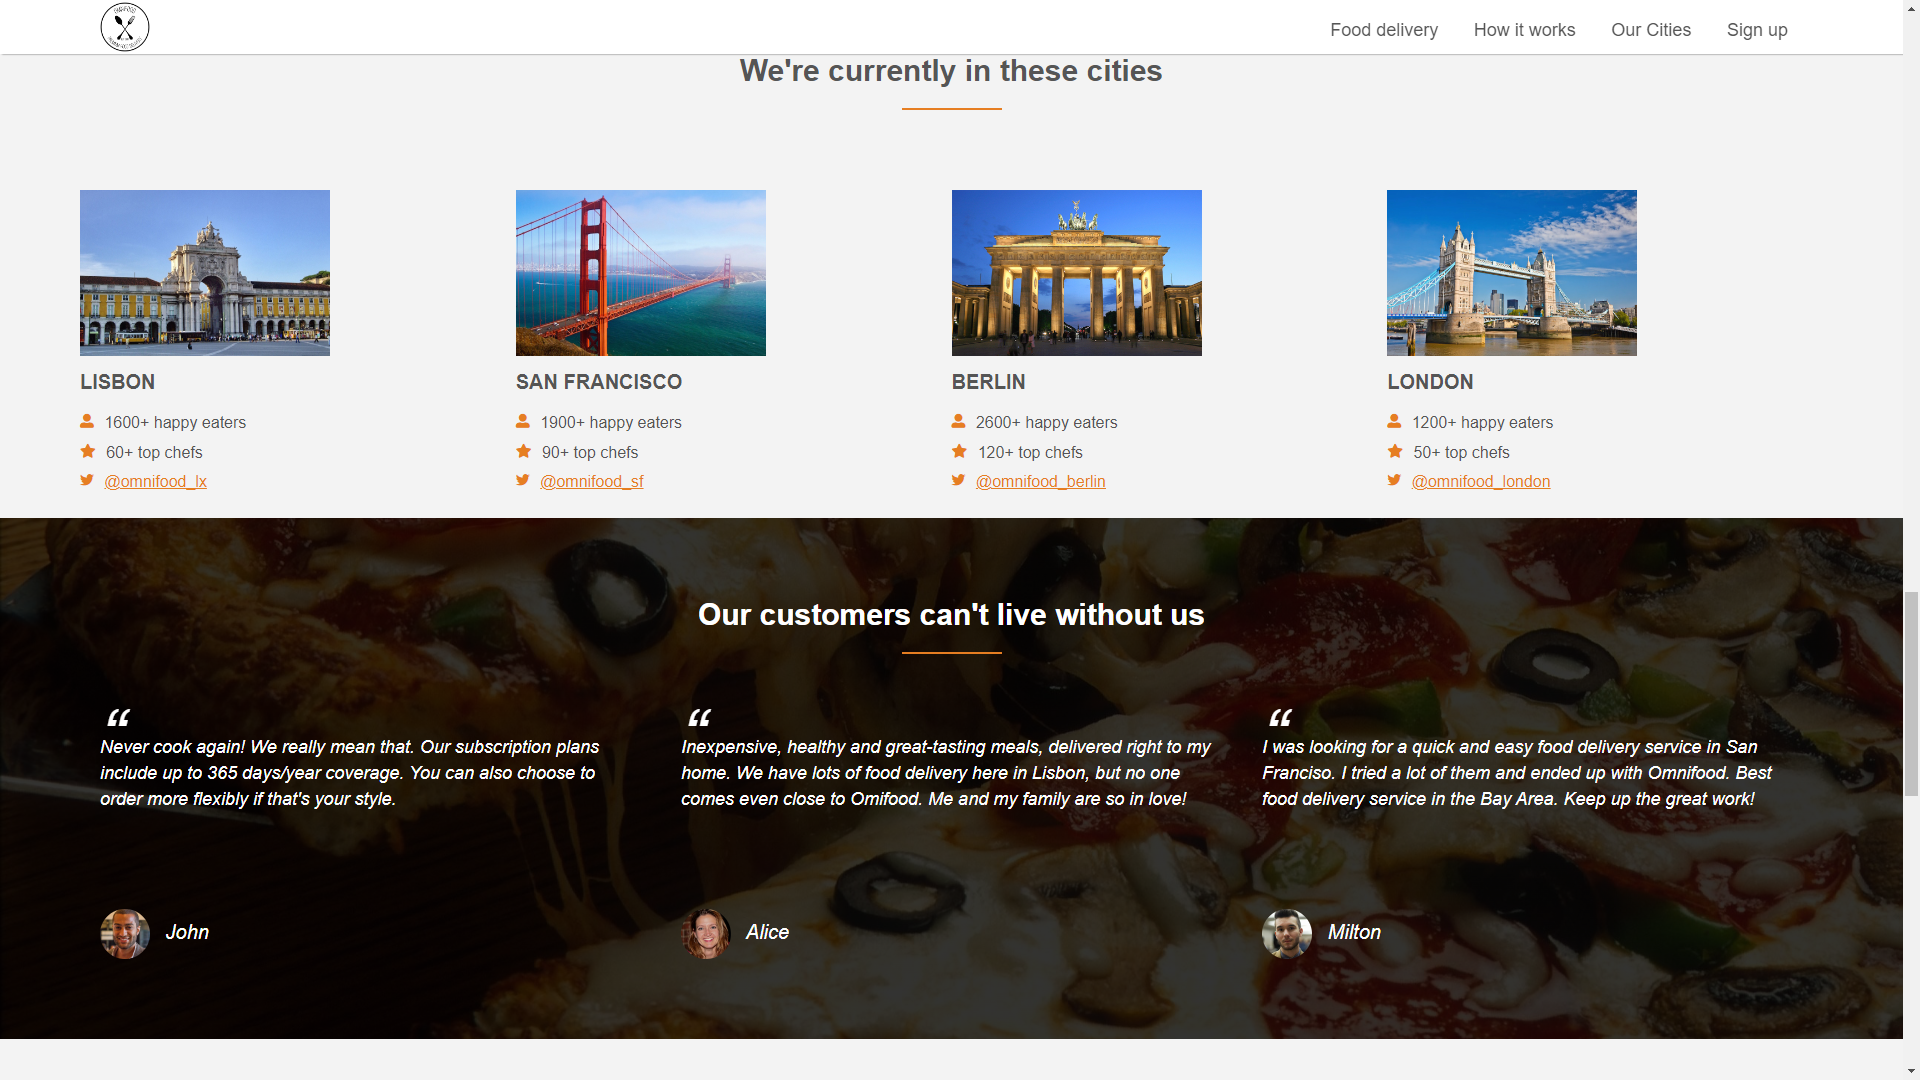 Food delivery
How it works
Our Cities
Sign up
We're currently in these cities
LISBON
1600+ happy eaters
60+ top chefs
@omnifood_lx
SAN FRANCISCO
1900+ happy eaters
90+ top chefs
@omnifood_sf
BERLIN
2600+ happy eaters
120+ top chefs
@omnifood_berlin
LONDON
1200+ happy eaters
50+ top chefs
@omnifood_london
Our customers can't live without us
“
Never cook again! We really mean that. Our subscription plans
include up to 365 days/year coverage. You can also choose to
order more flexibly if that's your style.
John
“
Inexpensive, healthy and great-tasting meals, delivered right to my
home. We have lots of food delivery here in Lisbon, but no one
comes even close to Omifood. Me and my family are so in love!
Alice
“
I was looking for a quick and easy food delivery service in San
Franciso. I tried a lot of them and ended up with Omnifood. Best
food delivery service in the Bay Area. Keep up the great work!
Milton